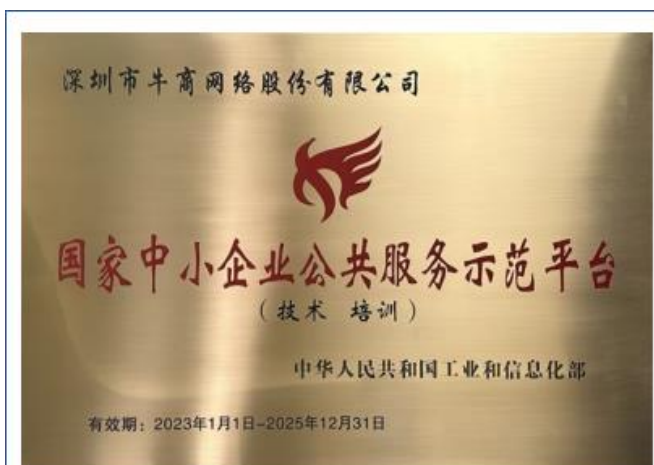 深圳市牛商网络股份有限公司
国家中小企业公共服务示范平台
（技术 培训）
中华人民共和国工业和信息化部
有效期：2023年1月1日-2025年12月31日